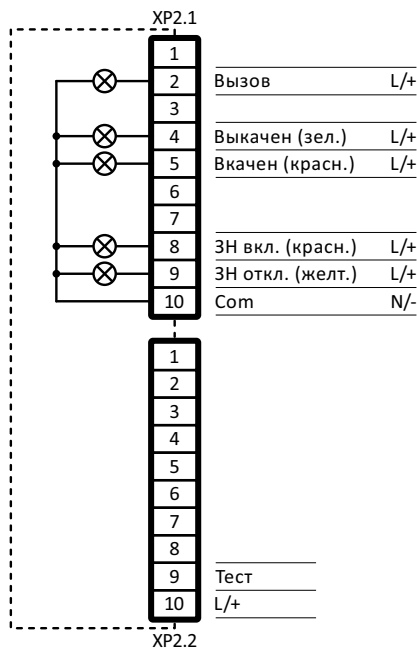 XP2.1
1
2 Вызов L/+
3
4 Выкачен (зел.) L/+
5 Вкачен (красн.) L/+
6
7
8 ЗН вкл. (красн.) L/+
9 ЗН откл. (желт.) L/+
10 Com N/-
1
2
3
4
5
6
7
8
9 Тест
10 L/+
XP2.2